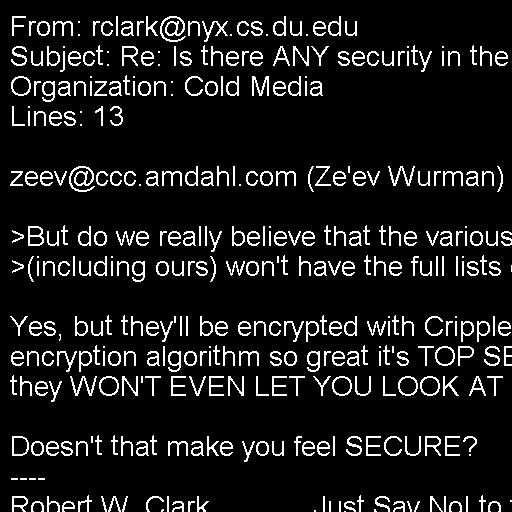 From: rclark@nyx.cs.du.edu
Subject: Re: Is there ANY security in the
Organization: Cold Media
Lines: 13

zeev@ccc.amdahl.com (Ze'ev Wurman)

>But do we really believe that the various
>(including ours) won't have the full lists

Yes, but they'll be encrypted with Cripple
encryption algorithm so great it's TOP SE
they WON'T EVEN LET YOU LOOK AT

Doesn't that make you feel SECURE?
----
Robert W. Clark Just Say No! to